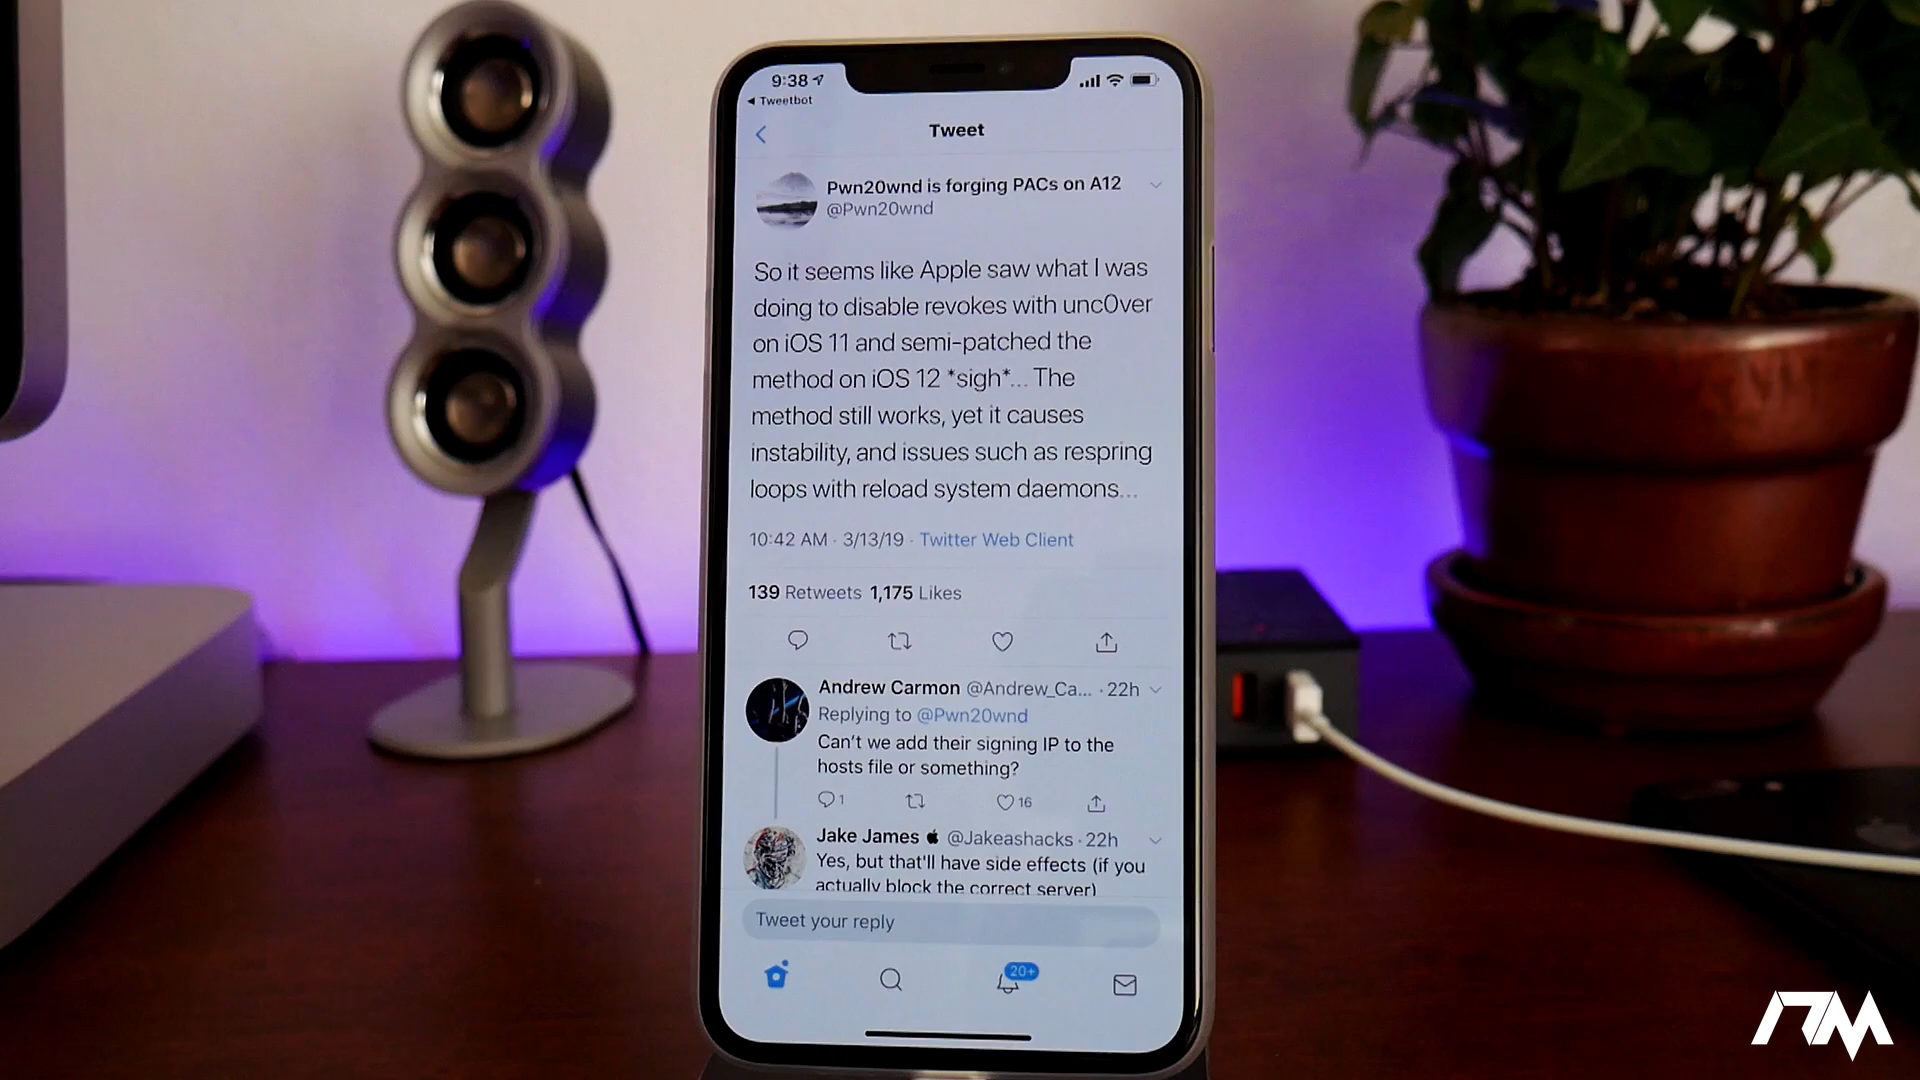 9:38
Tweetbot
Tweet
Pwn20wnd is forging PACs on A12
@Pwn20wnd
So it seems like Apple saw what I was
doing to disable revokes with unc0ver
on iOS 11 and semi-patched the
method on iOS 12 *sigh*... The
method still works, yet it causes
instability, and issues such as respring
loops with reload system daemons...
10:42 AM · 3/13/19 · Twitter Web Client
139 Retweets 1,175 Likes
Andrew Carmon @Andrew_Ca... · 22h
Replying to @Pwn20wnd
Can't we add their signing IP to the
hosts file or something?
1 16
Jake James @Jakeashacks · 22h
Yes, but that'll have side effects (if you
actually block the correct server)
Tweet your reply
20+